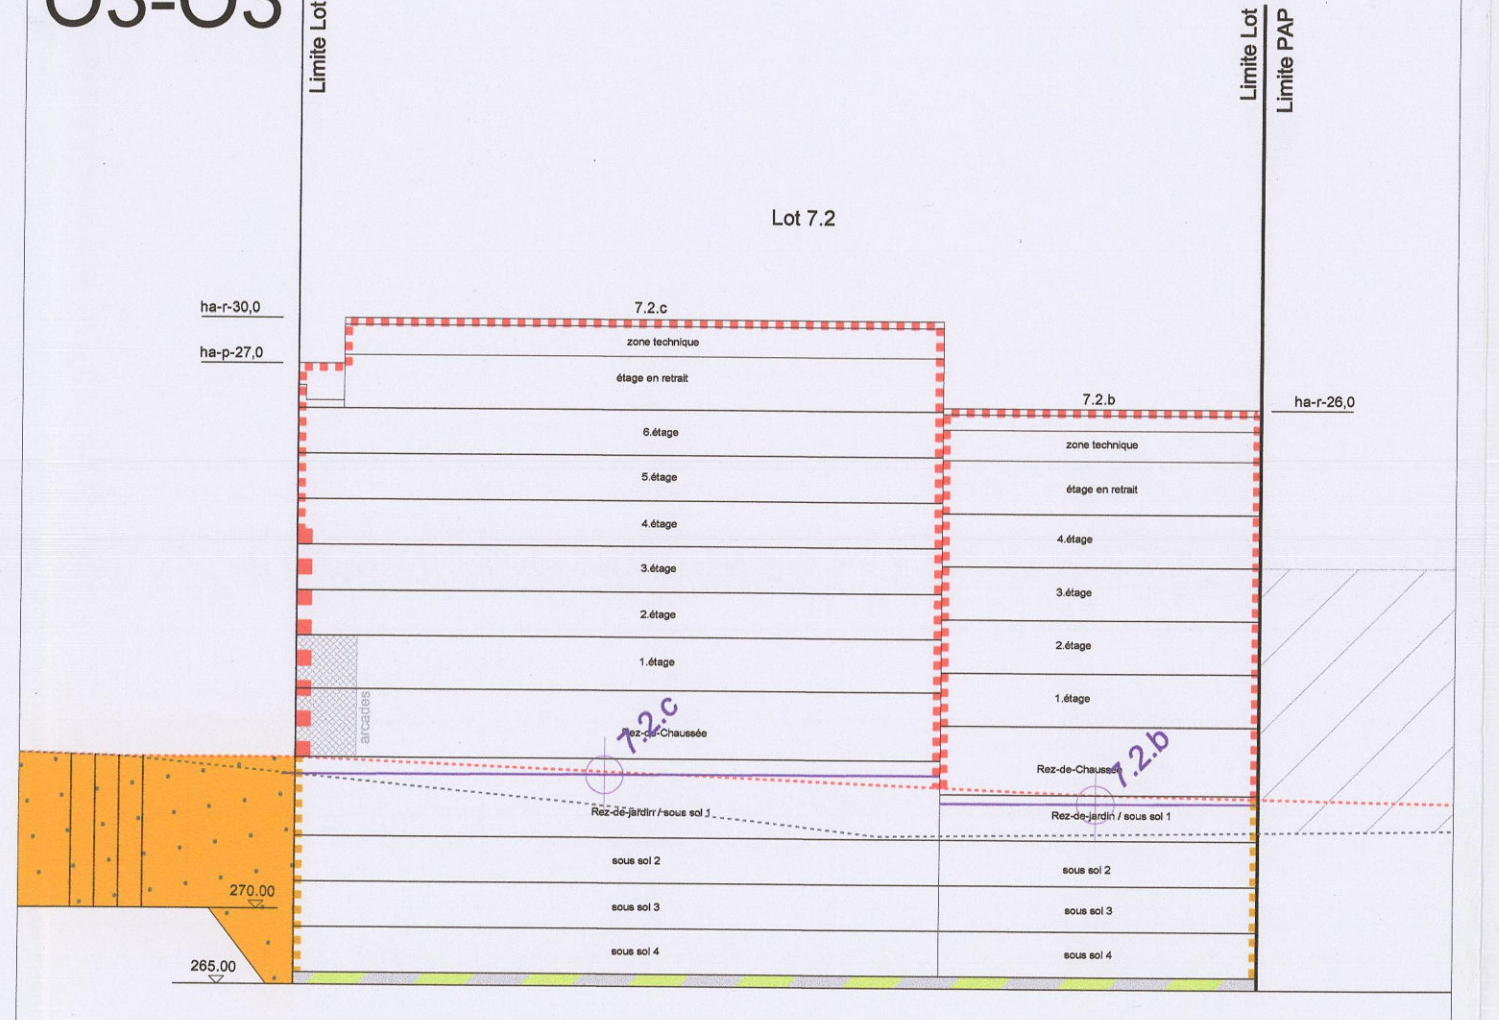 O3-O3
Limite Lot
Limite Lot
Limite PAP
Lot 7.2
ha-r-30,0
7.2.c
zone technique
ha-p-27,0
étage en retrait
7.2.b
ha-r-26,0
6.étage
zone technique
5.étage
étage en retrait
4.étage
4.étage
3.étage
3.étage
2.étage
2.étage
1.étage
1.étage
arcades
7.2.c
Rez-de-Chaussée
7.2.b
Rez-de-Chaussée
Rez-de-jardin / sous sol 1
Rez-de-jardin / sous sol 1
sous sol 2
sous sol 2
270.00
sous sol 3
sous sol 3
sous sol 4
sous sol 4
265.00